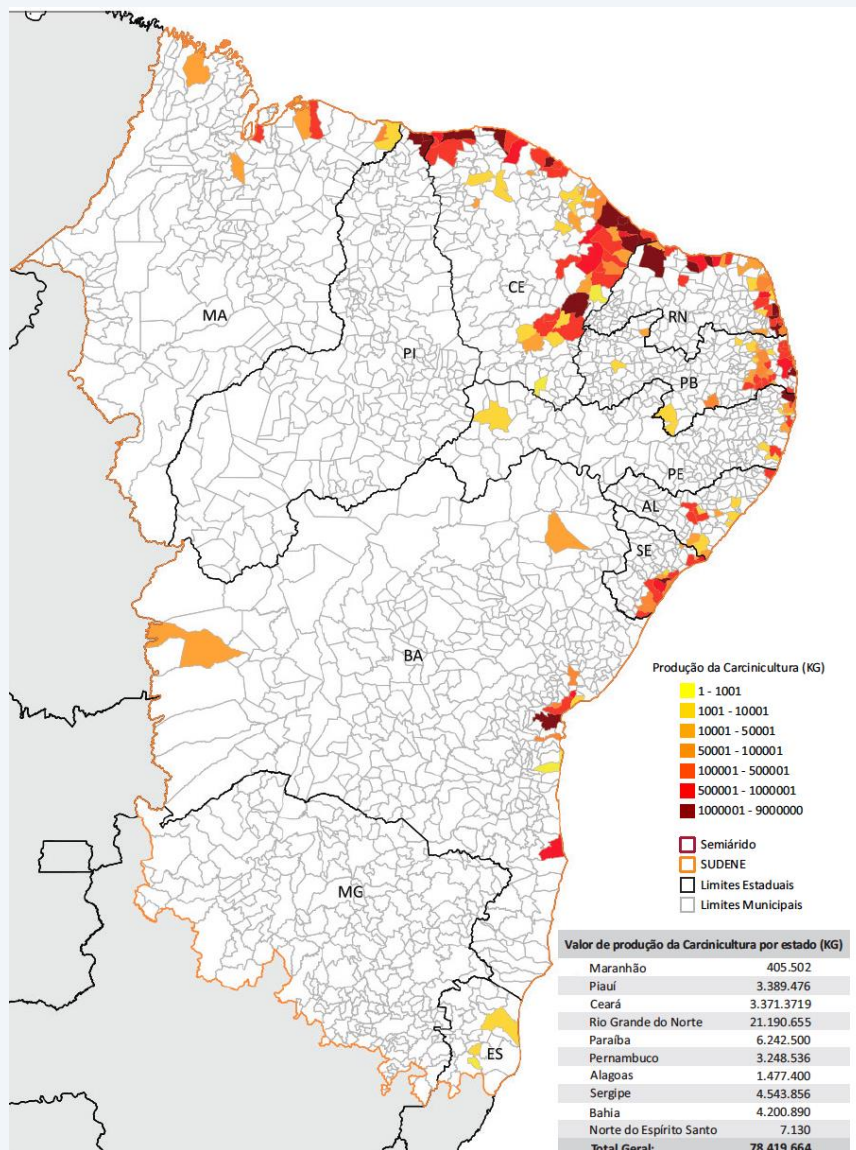 MA
PI
CE
RN
PB
PE
AL
SE
BA
MG
ES
Produção da Carcinicultura (KG)
1 - 1001
1001 - 10001
10001 - 50001
50001 - 100001
100001 - 500001
500001 - 1000001
1000001 - 9000000
Semiárido
SUDENE
Limites Estaduais
Limites Municipais
Valor de produção da Carcinicultura por estado (KG)
Maranhão 405.502
Piauí 3.389.476
Ceará 3.371.3719
Rio Grande do Norte 21.190.655
Paraíba 6.242.500
Pernambuco 3.248.536
Alagoas 1.477.400
Sergipe 4.543.856
Bahia 4.200.890
Norte do Espírito Santo 7.130
Total Geral: 78.419.664